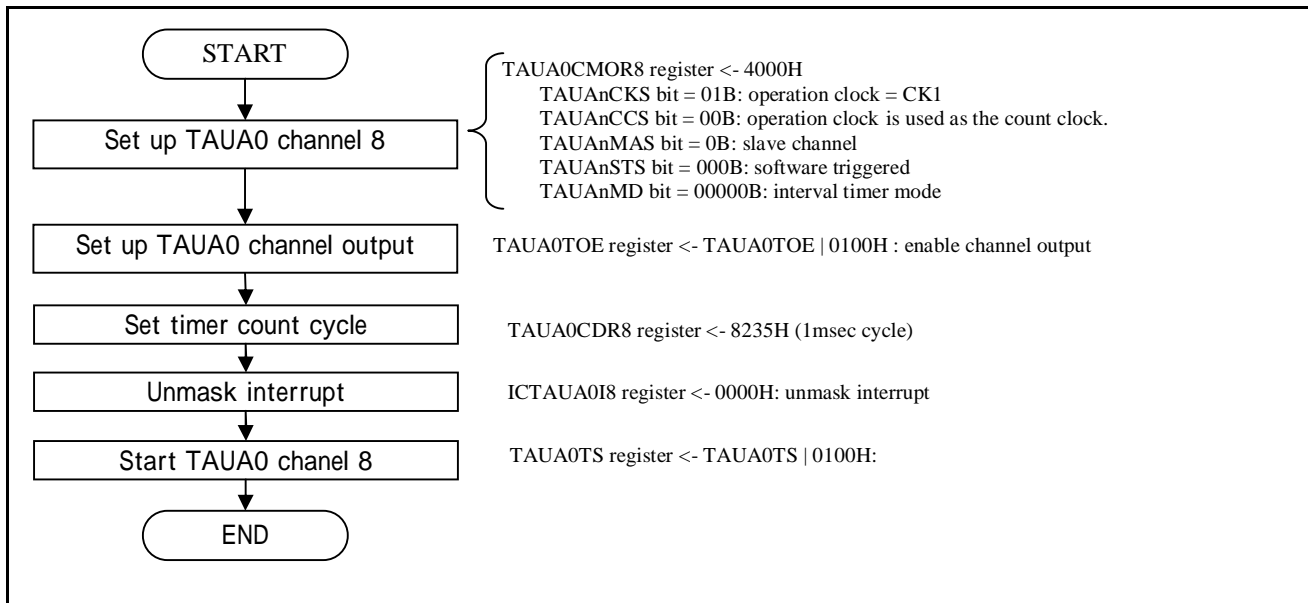 START
Set up TAUA0 channel 8
TAUA0CMOR8 register <- 4000H
TAUAnCKS bit = 01B: operation clock = CK1
TAUAnCCS bit = 00B: operation clock is used as the count clock.
TAUAnMAS bit = 0B: slave channel
TAUAnSTS bit = 000B: software triggered
TAUAnMD bit = 00000B: interval timer mode
Set up TAUA0 channel output
TAUA0TOE register <- TAUA0TOE | 0100H : enable channel output
Set timer count cycle
TAUA0CDR8 register <- 8235H (1msec cycle)
Unmask interrupt
ICTAUA0I8 register <- 0000H: unmask interrupt
Start TAUA0 chanel 8
TAUA0TS register <- TAUA0TS | 0100H:
END